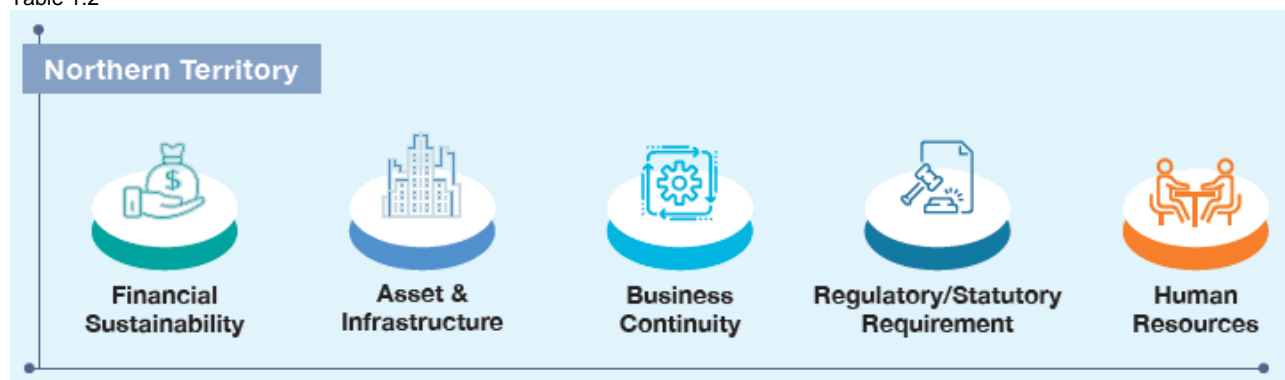 Table 1.2
Northern Territory
$
Financial
Sustainability
Asset &
Infrastructure
Business
Continuity
Regulatory/Statutory
Requirement
Human
Resources